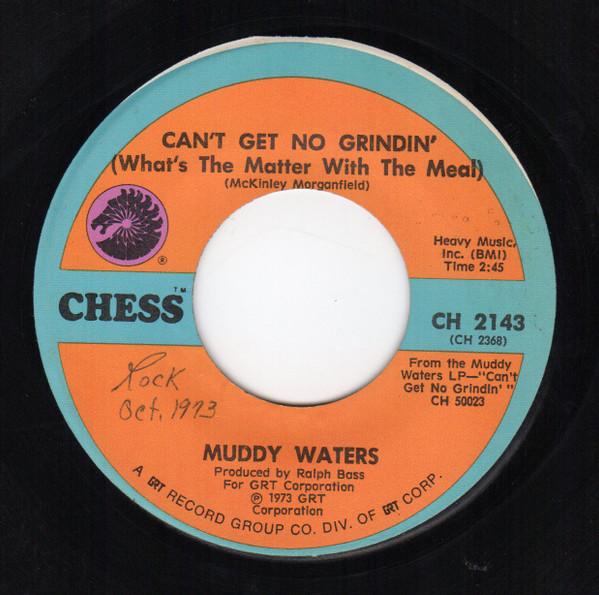 CAN'T GET NO GRINDIN'
(What's The Matter With The Meal)
(McKinley Morganfield)
®
Heavy Music,
Inc. (BMI)
Time 2:45
CHESS™
CH 2143
(CH 2368)
From the Muddy
Waters LP—"Can't
Get No Grindin'"
CH 50023
Rock
Oct. 1973
MUDDY WATERS
Produced by Ralph Bass
For GRT Corporation
℗ 1973 GRT
Corporation
A GRT RECORD GROUP CO. DIV. OF GRT CORP.